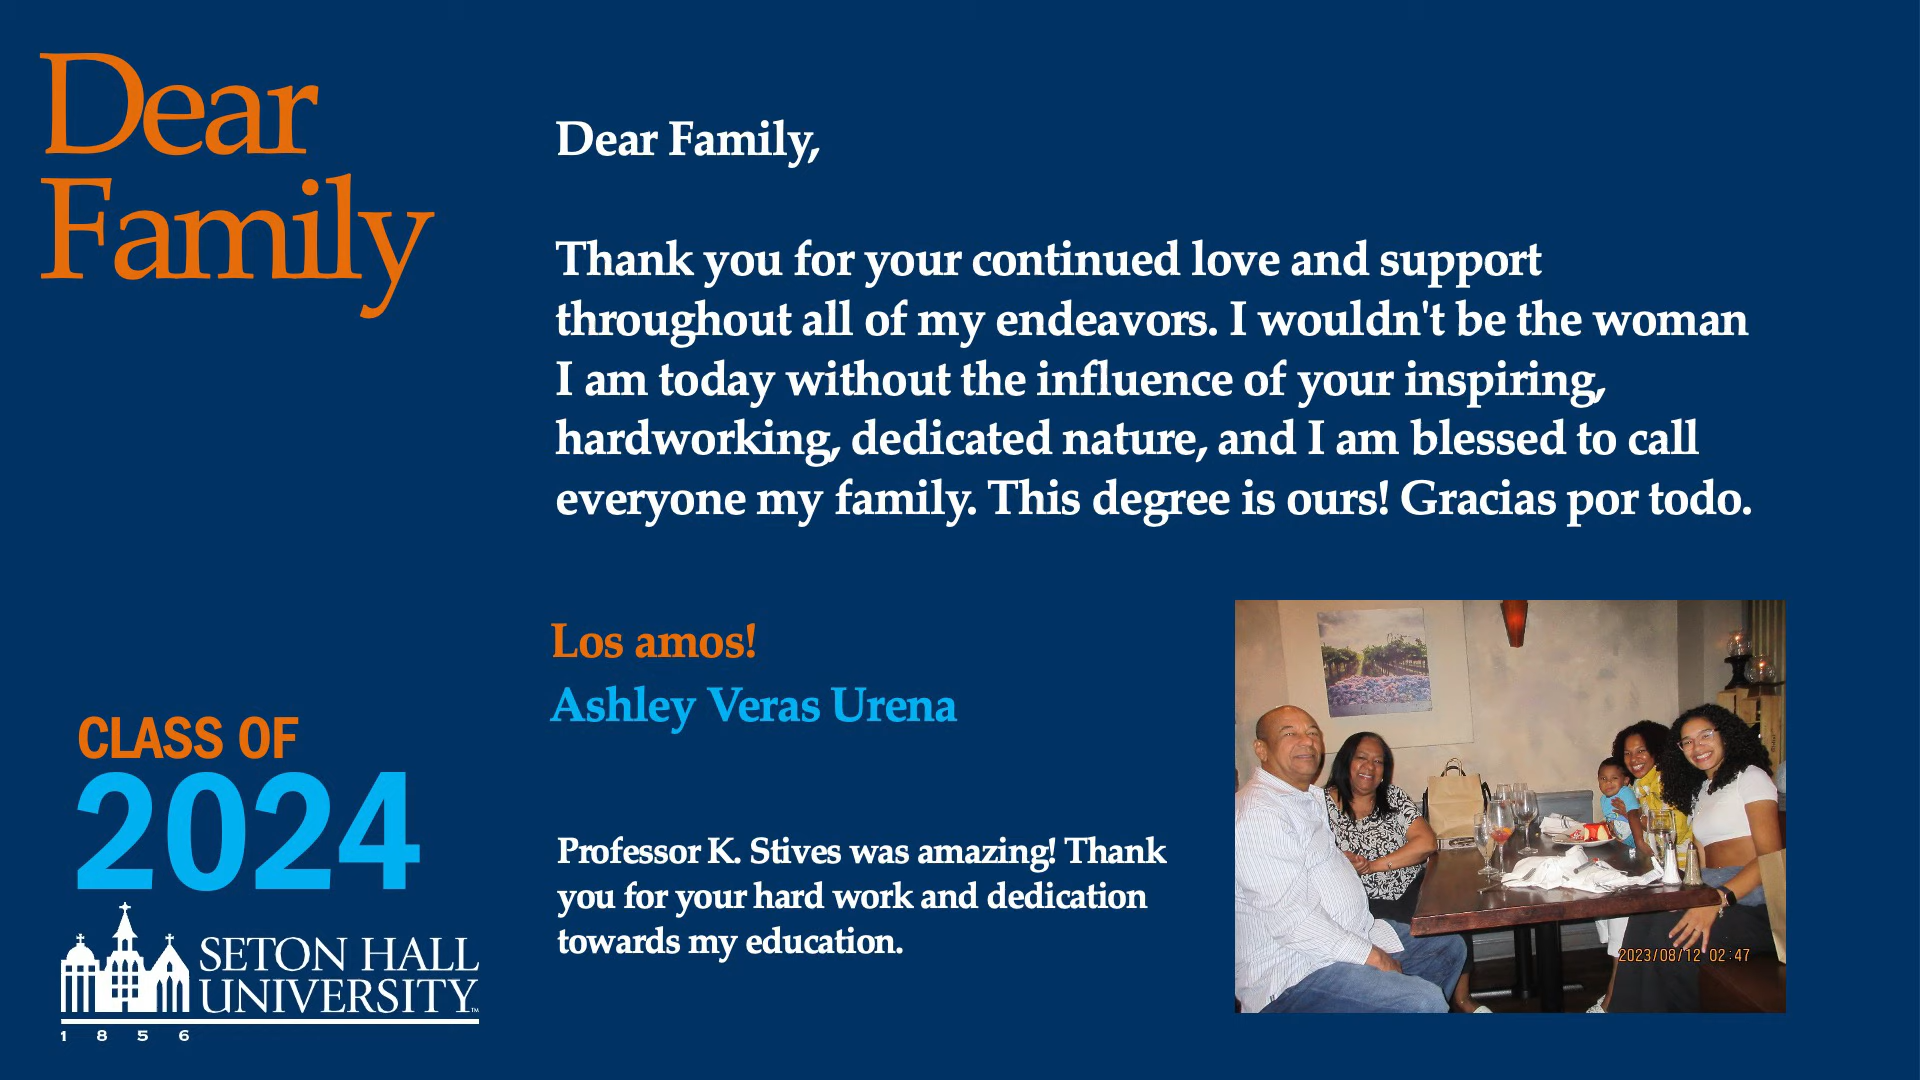 Dear
Family
Dear Family,
Thank you for your continued love and support
throughout all of my endeavors. I wouldn't be the woman
I am today without the influence of your inspiring,
hardworking, dedicated nature, and I am blessed to call
everyone my family. This degree is ours! Gracias por todo.
Los amos!
Ashley Veras Urena
Professor K. Stives was amazing! Thank
you for your hard work and dedication
towards my education.
CLASS OF
2024
SETON HALL
UNIVERSITY™
1 8 5 6
2023/08/12 02:47